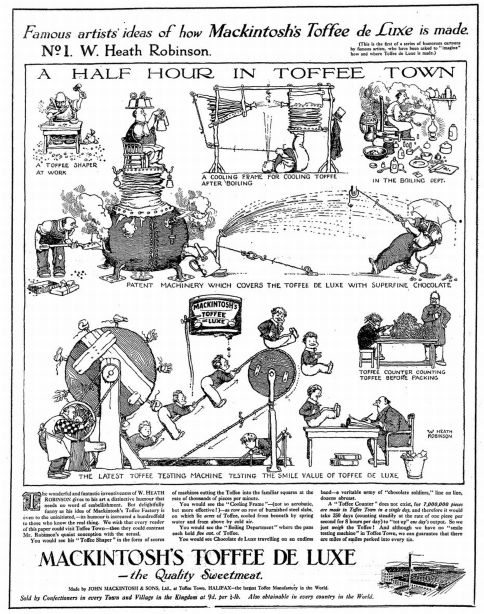 Famous artists' ideas of how Mackintosh's Toffee de Luxe is made.
No 1. W. Heath Robinson.
(This is the first of a series of humorous cartoons
by famous artists, who have been asked to "imagine"
how and where Toffee de Luxe is made.)
A HALF HOUR IN TOFFEE TOWN
A TOFFEE SHAPER
AT WORK
A COOLING FRAME FOR COOLING TOFFEE
AFTER BOILING
IN THE BOILING DEPT.
PATENT MACHINERY WHICH COVERS THE TOFFEE DE LUXE WITH SUPERFINE CHOCOLATE
MACKINTOSH'S
TOFFEE
DE LUXE
TOFFEE COUNTER COUNTING
TOFFEE BEFORE PACKING
W HEATH
ROBINSON
THE LATEST TOFFEE TESTING MACHINE TESTING THE SMILE VALUE OF TOFFEE DE LUXE
The wonderful and fantastic inventiveness of W. HEATH
ROBINSON gives to his art a distinctive humour that
needs no word of embellishment. But delightfully
funny as his idea of Mackintosh's Toffee Factory is
even to the uninitiated, its humour is enhanced a hundredfold
to those who know the real thing. We wish that every reader
of this paper could visit Toffee Town—then they could contrast
Mr. Robinson's quaint conception with the actual.
You would see his "Toffee Shaper" in the form of scores
of machines cutting the Toffee into the familiar squares at the
rate of thousands of pieces per minute.
You would see the "Cooling Frames"—(not so acrobatic,
but more effective!)—as row on row of burnished steel slabs,
on which lie acres of Toffee, cooled from beneath by spring
water and from above by cold air.
You would see the "Boiling Department" where the pans
each hold five cwt. of Toffee.
You would see Chocolate de Luxe travelling on an endless
band—a veritable army of "chocolate soldiers," line on line,
dozens abreast.
A "Toffee Counter" does not exist, for 7,000,000 pieces
are made in Toffee Town in a single day, and therefore it would
take 250 days (counting steadily at the rate of one piece per
second for 8 hours per day) to "tot up" one day's output. So we
just weigh the Toffee! And although we have no "smile
testing machine" in Toffee Town, we can guarantee that there
are miles of smiles packed into every tin.
MACKINTOSH'S TOFFEE DE LUXE
—the Quality Sweetmeat.
Made by JOHN MACKINTOSH & SONS, Ltd., at Toffee Town, HALIFAX—the largest Toffee Manufactory in the World.
Sold by Confectioners in every Town and Village in the Kingdom at 9d. per ¼-lb. Also obtainable in every country in the World.